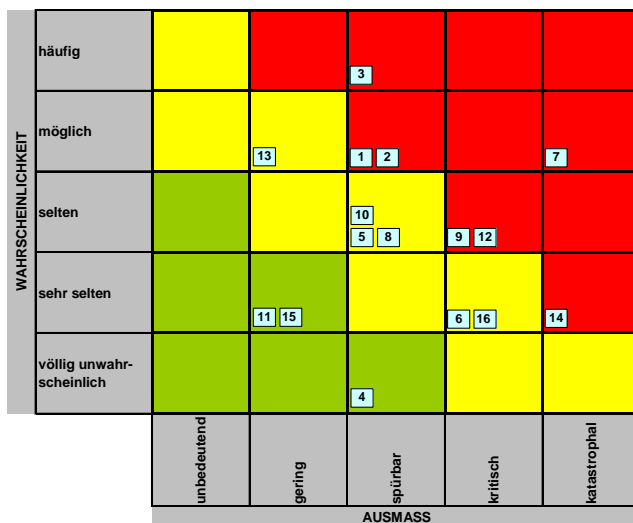 WAHRSCHEINLICHKEIT
häufig
3
möglich
13
1 2
7
selten
10
5 8
9 12
sehr selten
11 15
6 16
14
völlig unwahr-
scheinlich
4
unbedeutend
gering
spürbar
kritisch
katastrophal
AUSMASS